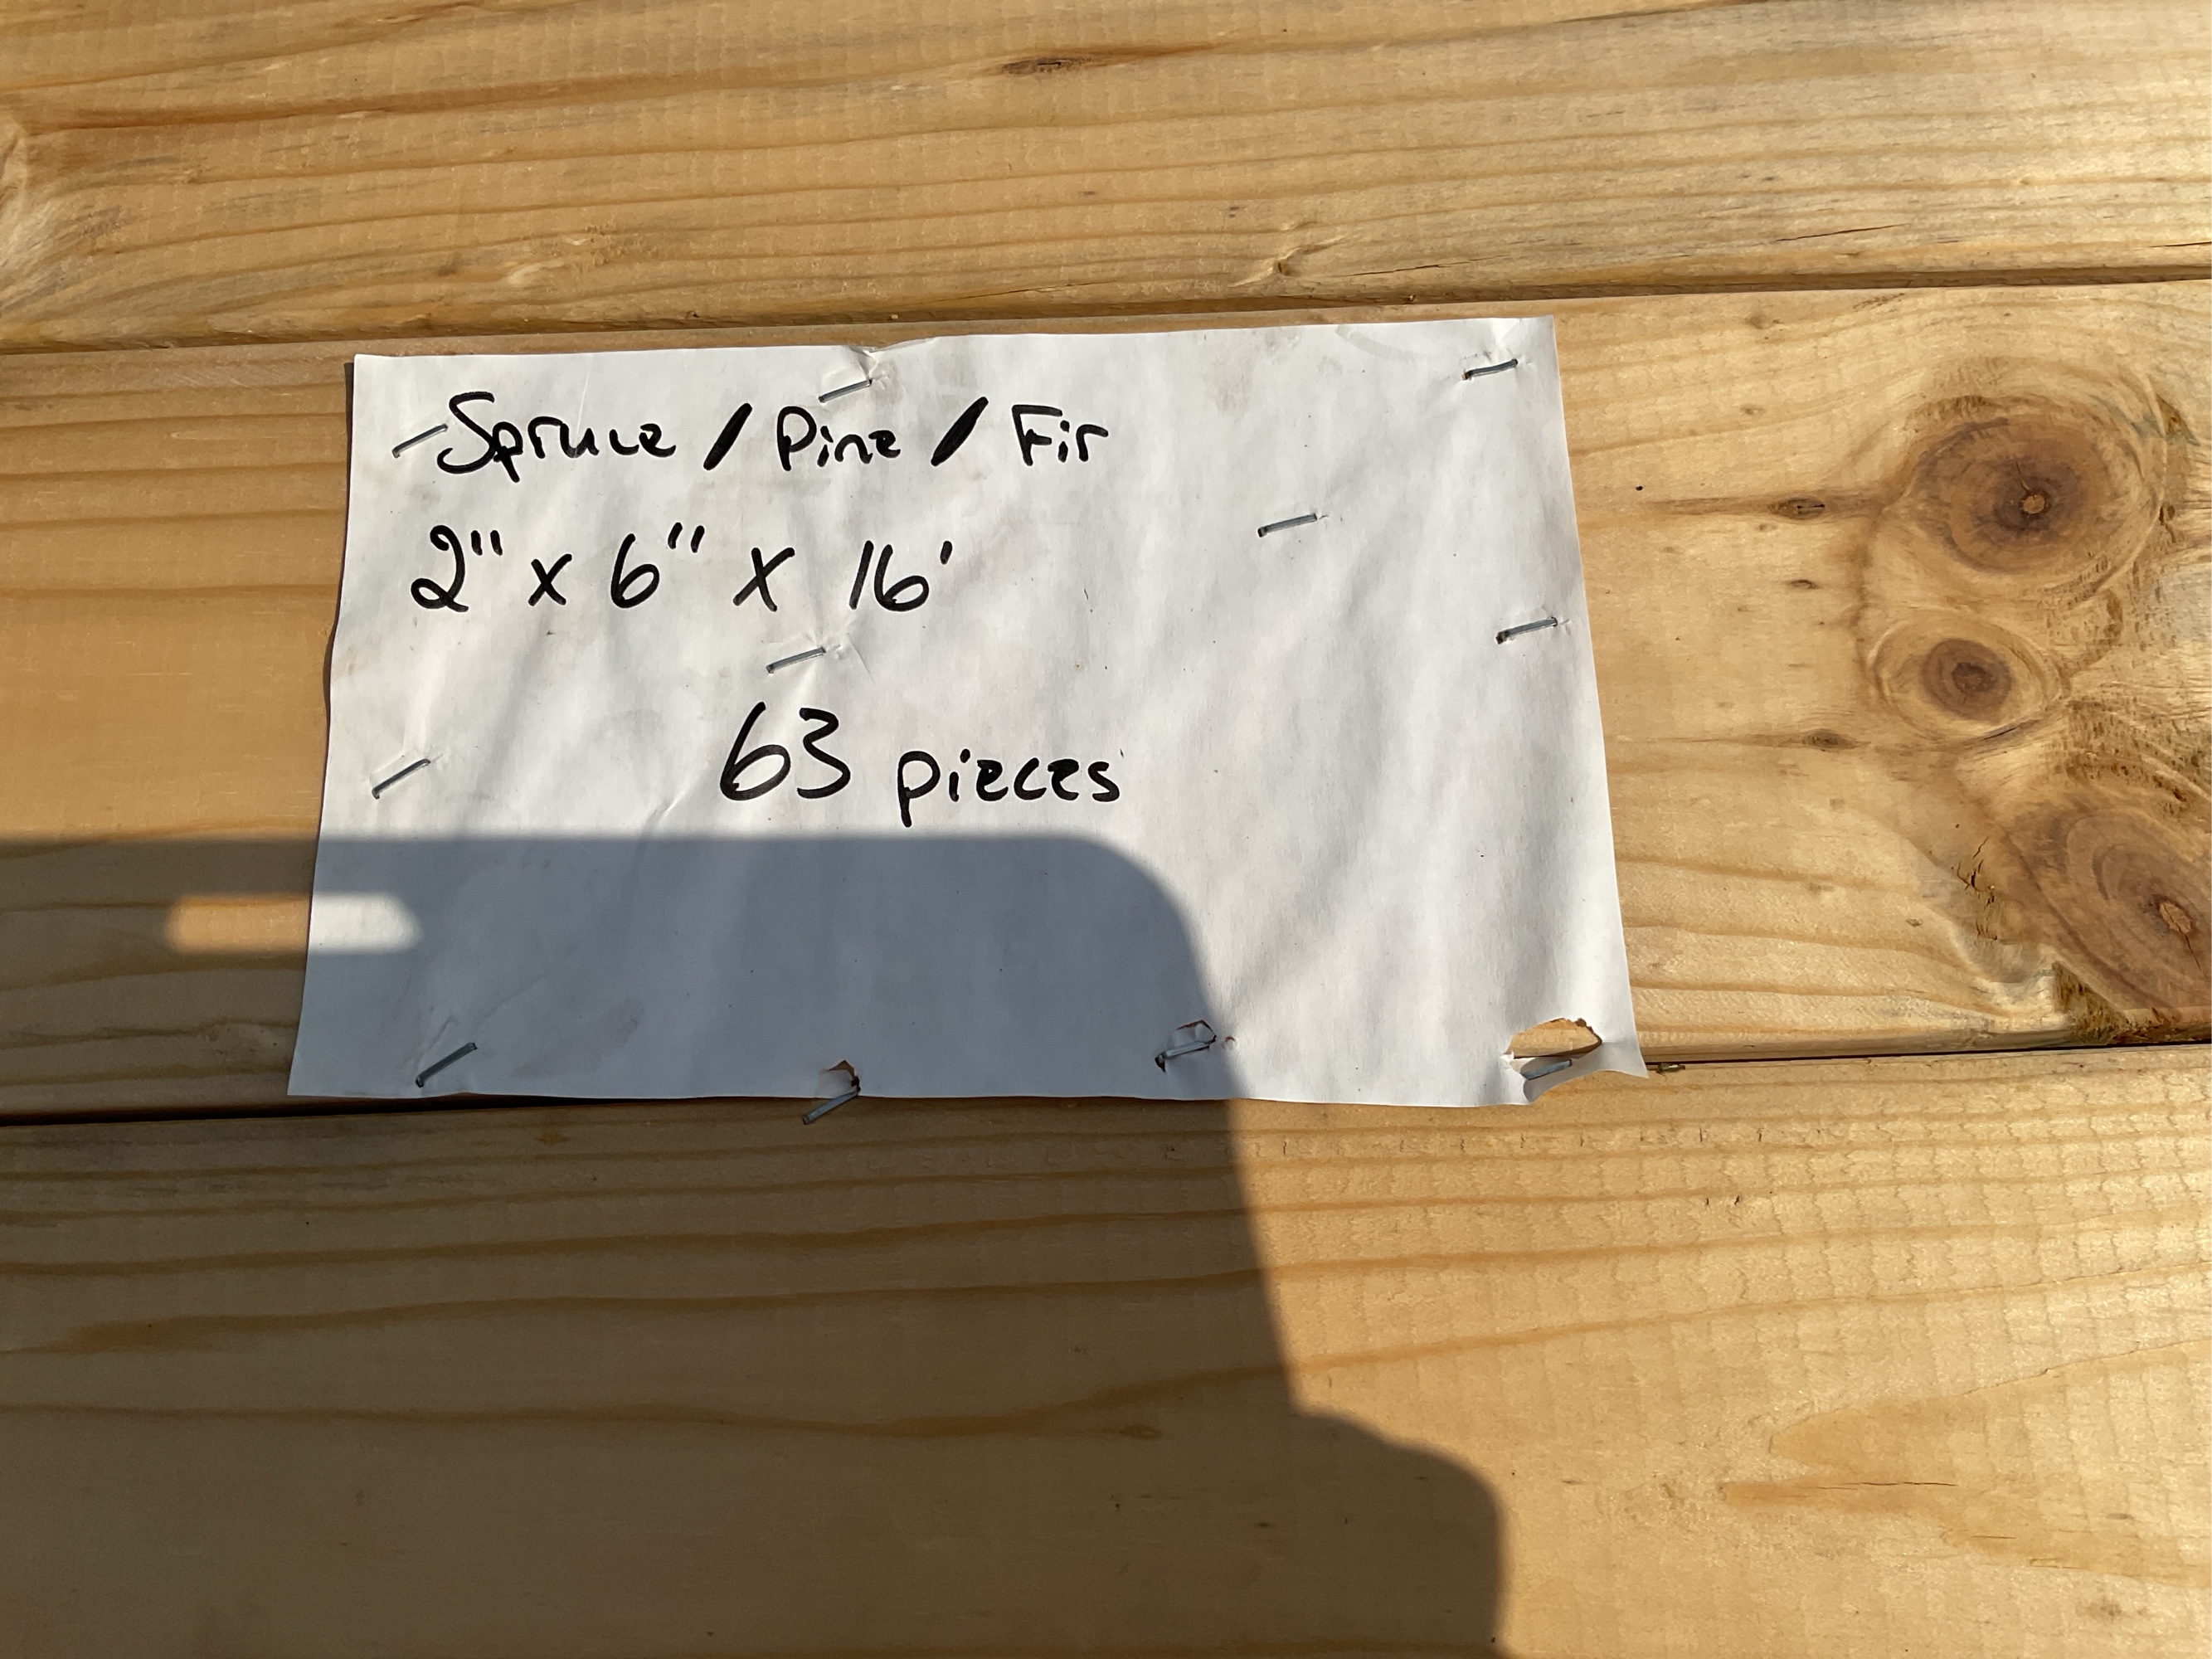 Spruce / Pine / Fir
2" x 6" x 16'
63 pieces